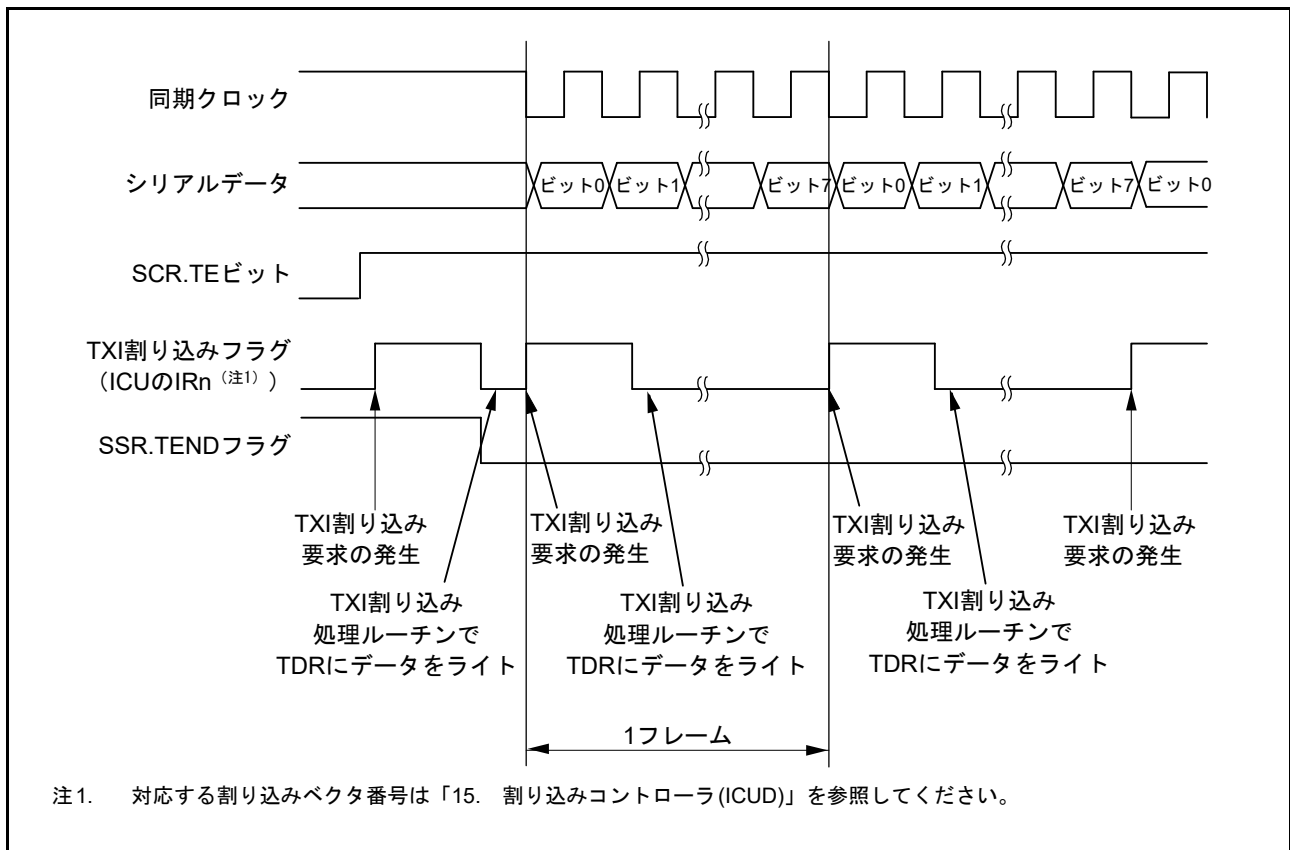 同期クロック
シリアルデータ
ビット0 ビット1 ビット7 ビット0 ビット1 ビット7 ビット0
SCR.TEビット
TXI割り込みフラグ
(ICUのIRn (注1) )
SSR.TENDフラグ
TXI割り込み
要求の発生
TXI割り込み
処理ルーチンで
TDRにデータをライト
TXI割り込み
要求の発生
TXI割り込み
処理ルーチンで
TDRにデータをライト
TXI割り込み
要求の発生
TXI割り込み
処理ルーチンで
TDRにデータをライト
TXI割り込み
要求の発生
1フレーム
注1. 対応する割り込みベクタ番号は「15. 割り込みコントローラ(ICUD)」を参照してください。